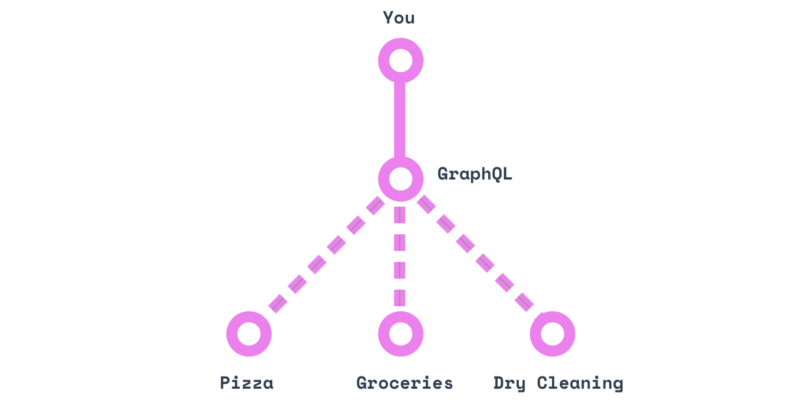 You
GraphQL
Pizza
Groceries
Dry Cleaning